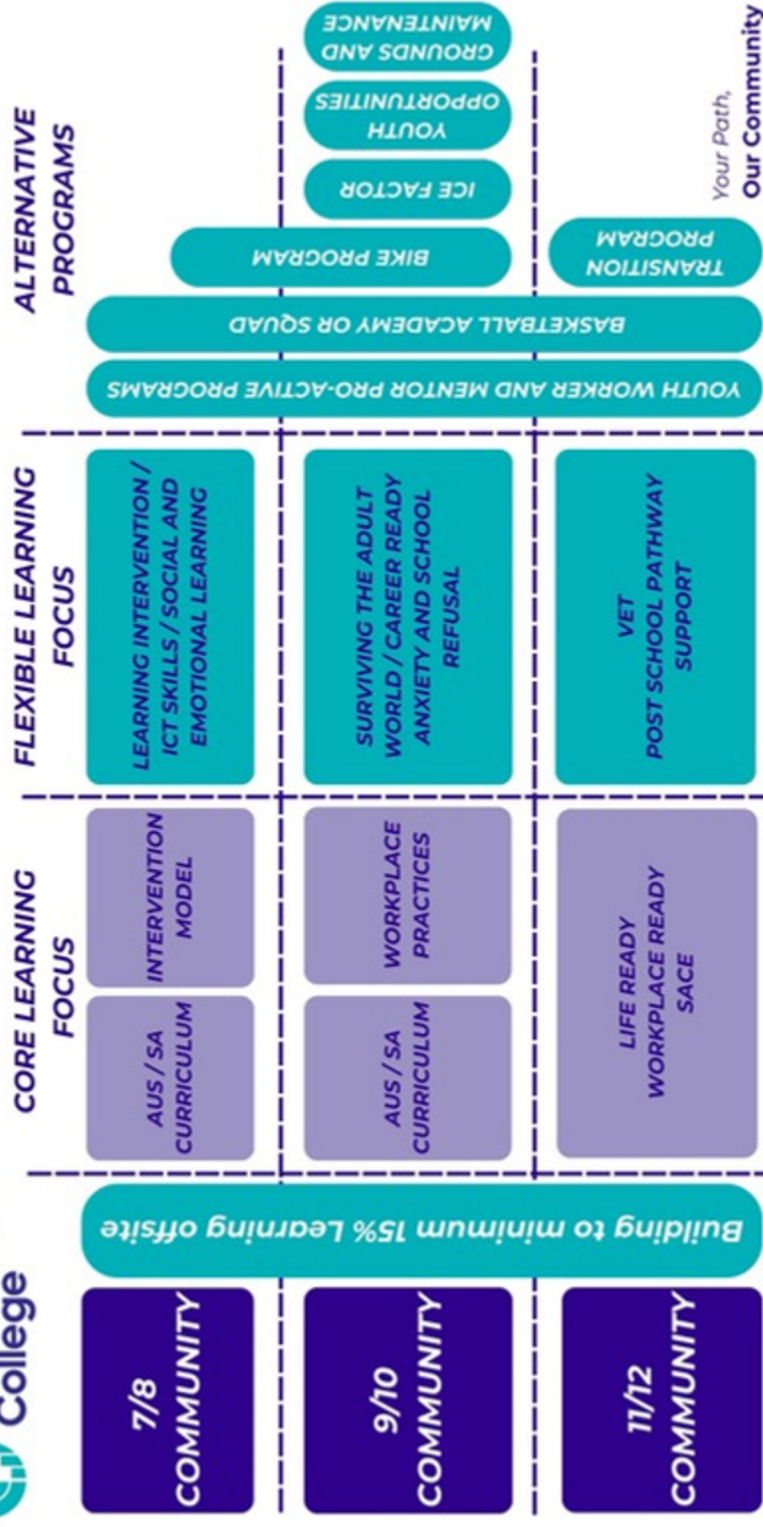 College
CORE LEARNING
FOCUS
FLEXIBLE LEARNING
FOCUS
ALTERNATIVE
PROGRAMS
7/8
COMMUNITY
9/10
COMMUNITY
11/12
COMMUNITY
Building to minimum 15% Learning offsite
AUS / SA
CURRICULUM
INTERVENTION
MODEL
LEARNING INTERVENTION /
ICT SKILLS / SOCIAL AND
EMOTIONAL LEARNING
AUS / SA
CURRICULUM
WORKPLACE
PRACTICES
SURVIVING THE ADULT
WORLD / CAREER READY
ANXIETY AND SCHOOL
REFUSAL
LIFE READY
WORKPLACE READY
SACE
VET
POST SCHOOL PATHWAY
SUPPORT
YOUTH WORKER AND MENTOR PRO-ACTIVE PROGRAMS
BASKETBALL ACADEMY OR SQUAD
BIKE PROGRAM
TRANSITION
PROGRAM
ICE FACTOR
YOUTH
OPPORTUNITIES
GROUNDS AND
MAINTENANCE
Your Path,
Our Community